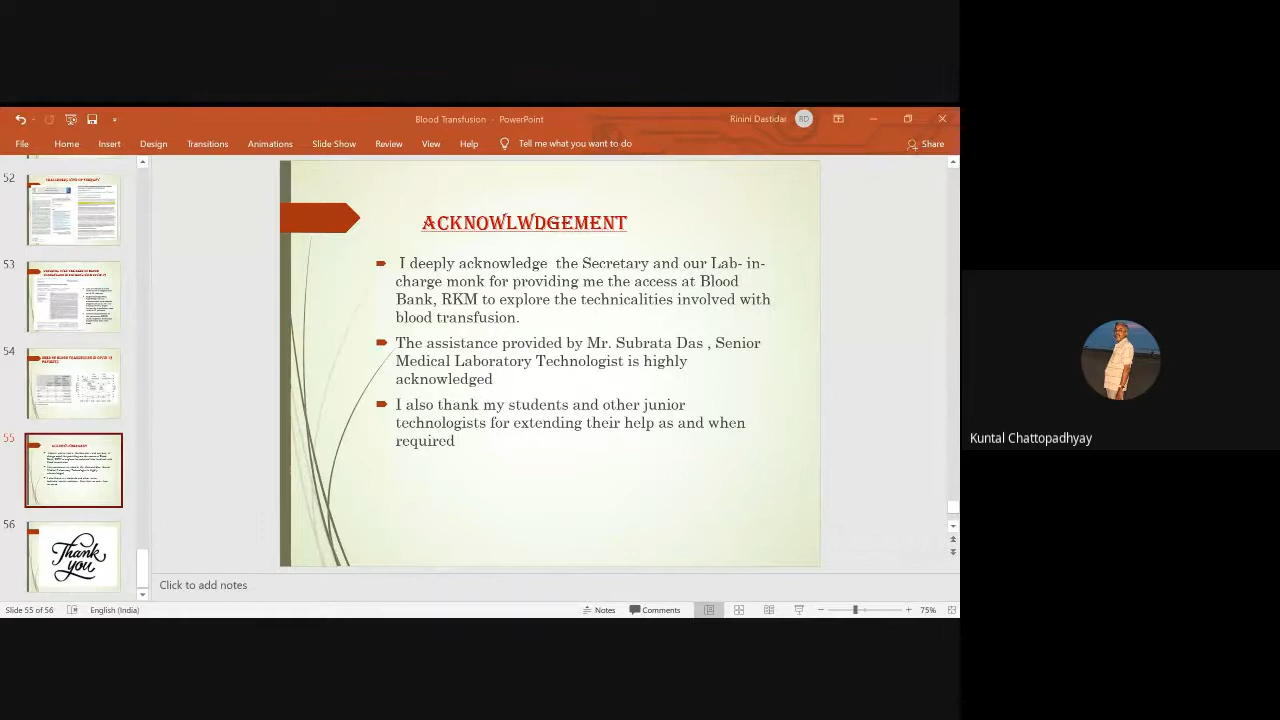 Blood Transfusion - PowerPoint
Rinini Dastidar
RD
File
Home
Insert
Design
Transitions
Animations
Slide Show
Review
View
Help
Tell me what you want to do
Share
52
53
54
55
56
Thank
you
ACKNOWLWDGEMENT
I deeply acknowledge the Secretary and our Lab- in-
charge monk for providing me the access at Blood
Bank, RKM to explore the technicalities involved with
blood transfusion.
The assistance provided by Mr. Subrata Das , Senior
Medical Laboratory Technologist is highly
acknowledged
I also thank my students and other junior
technologists for extending their help as and when
required
Click to add notes
Slide 55 of 56
English (India)
Notes
Comments
75%
Kuntal Chattopadhyay